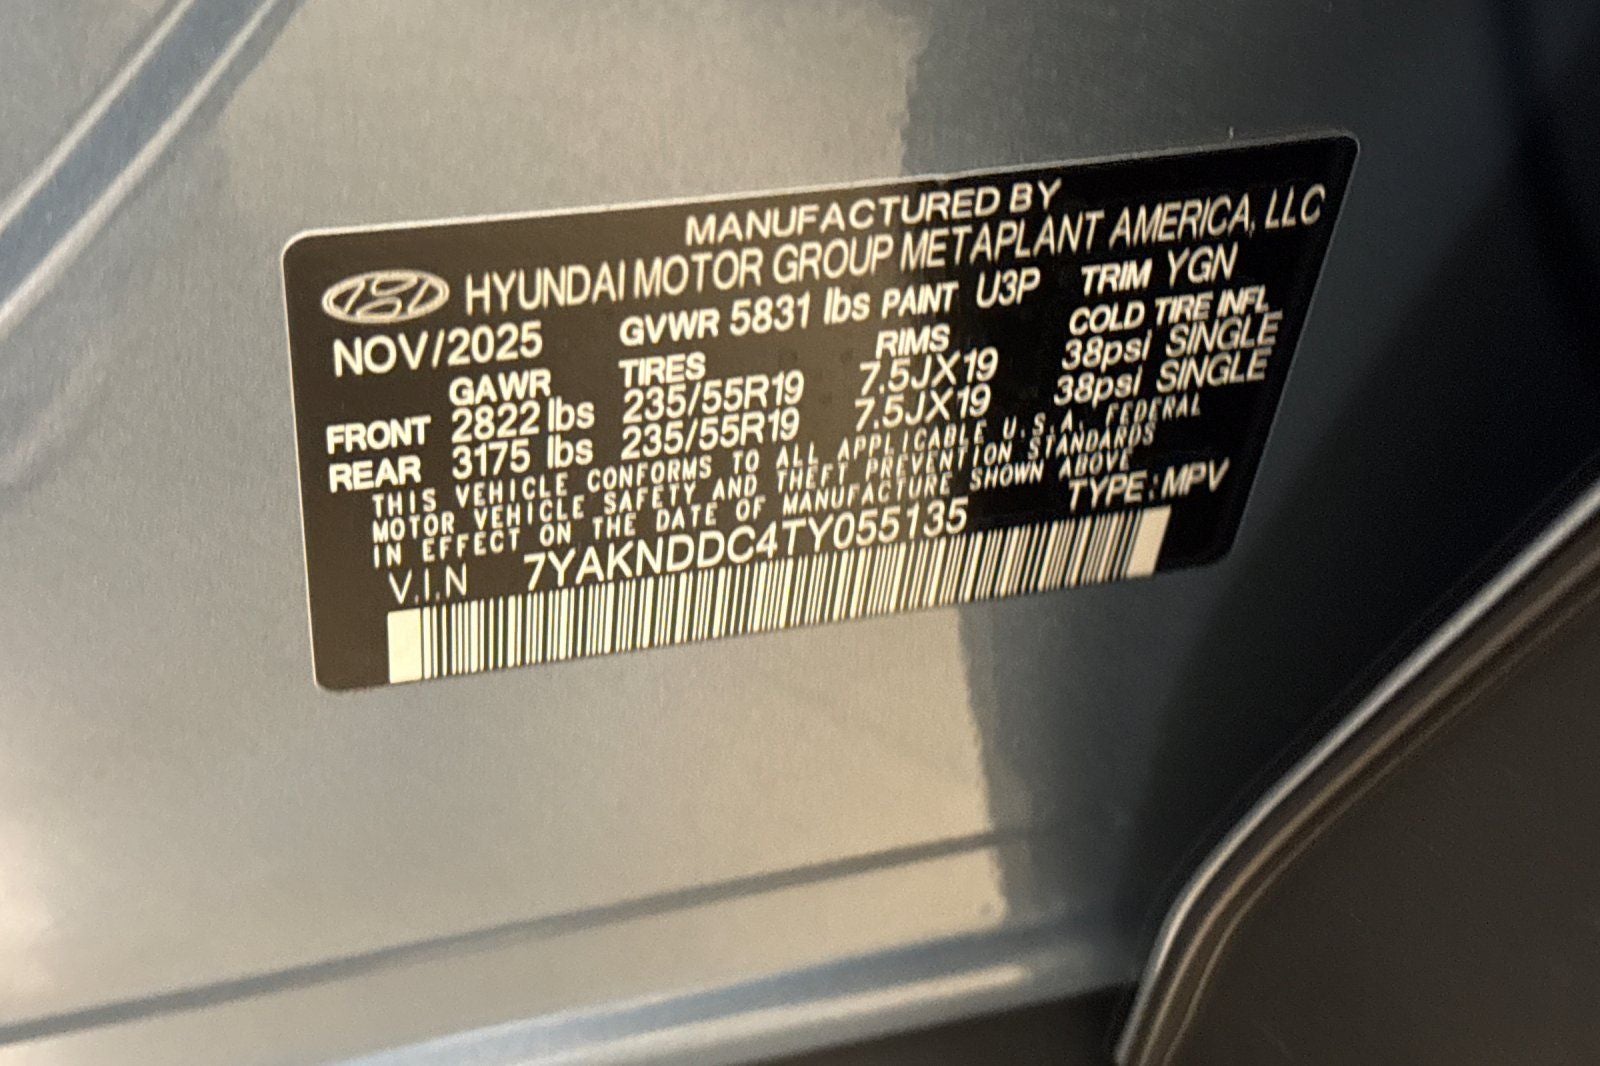 MANUFACTURED BY
HYUNDAI MOTOR GROUP METAPLANT AMERICA, LLC
NOV/2025 GVWR 5831 lbs PAINT U3P TRIM YGN
GAWR TIRES RIMS COLD TIRE INFL
FRONT 2822 lbs 235/55R19 7.5JX19 38psi SINGLE
REAR 3175 lbs 235/55R19 7.5JX19 38psi SINGLE
THIS VEHICLE CONFORMS TO ALL APPLICABLE U.S.A. FEDERAL
MOTOR VEHICLE SAFETY AND THEFT PREVENTION STANDARDS
IN EFFECT ON THE DATE OF MANUFACTURE SHOWN ABOVE
V.I.N 7YAKNDDC4TY055135 TYPE:MPV